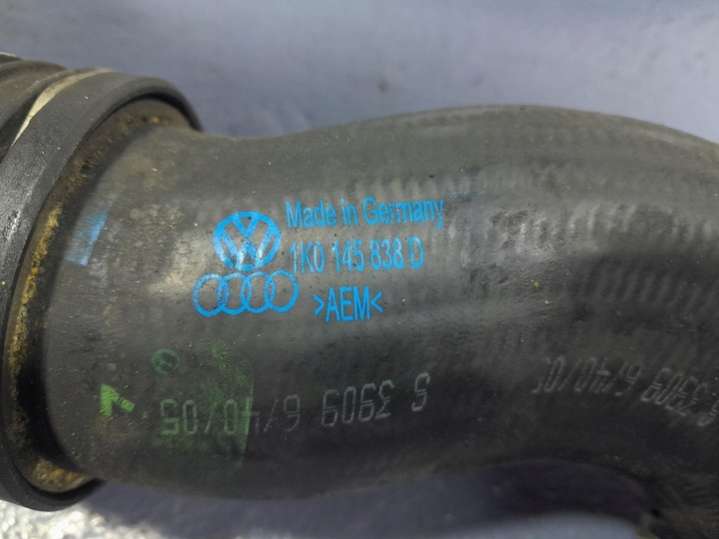 Made in Germany
1K0 145 838 D
>AEM<
S 3909 6/40/05